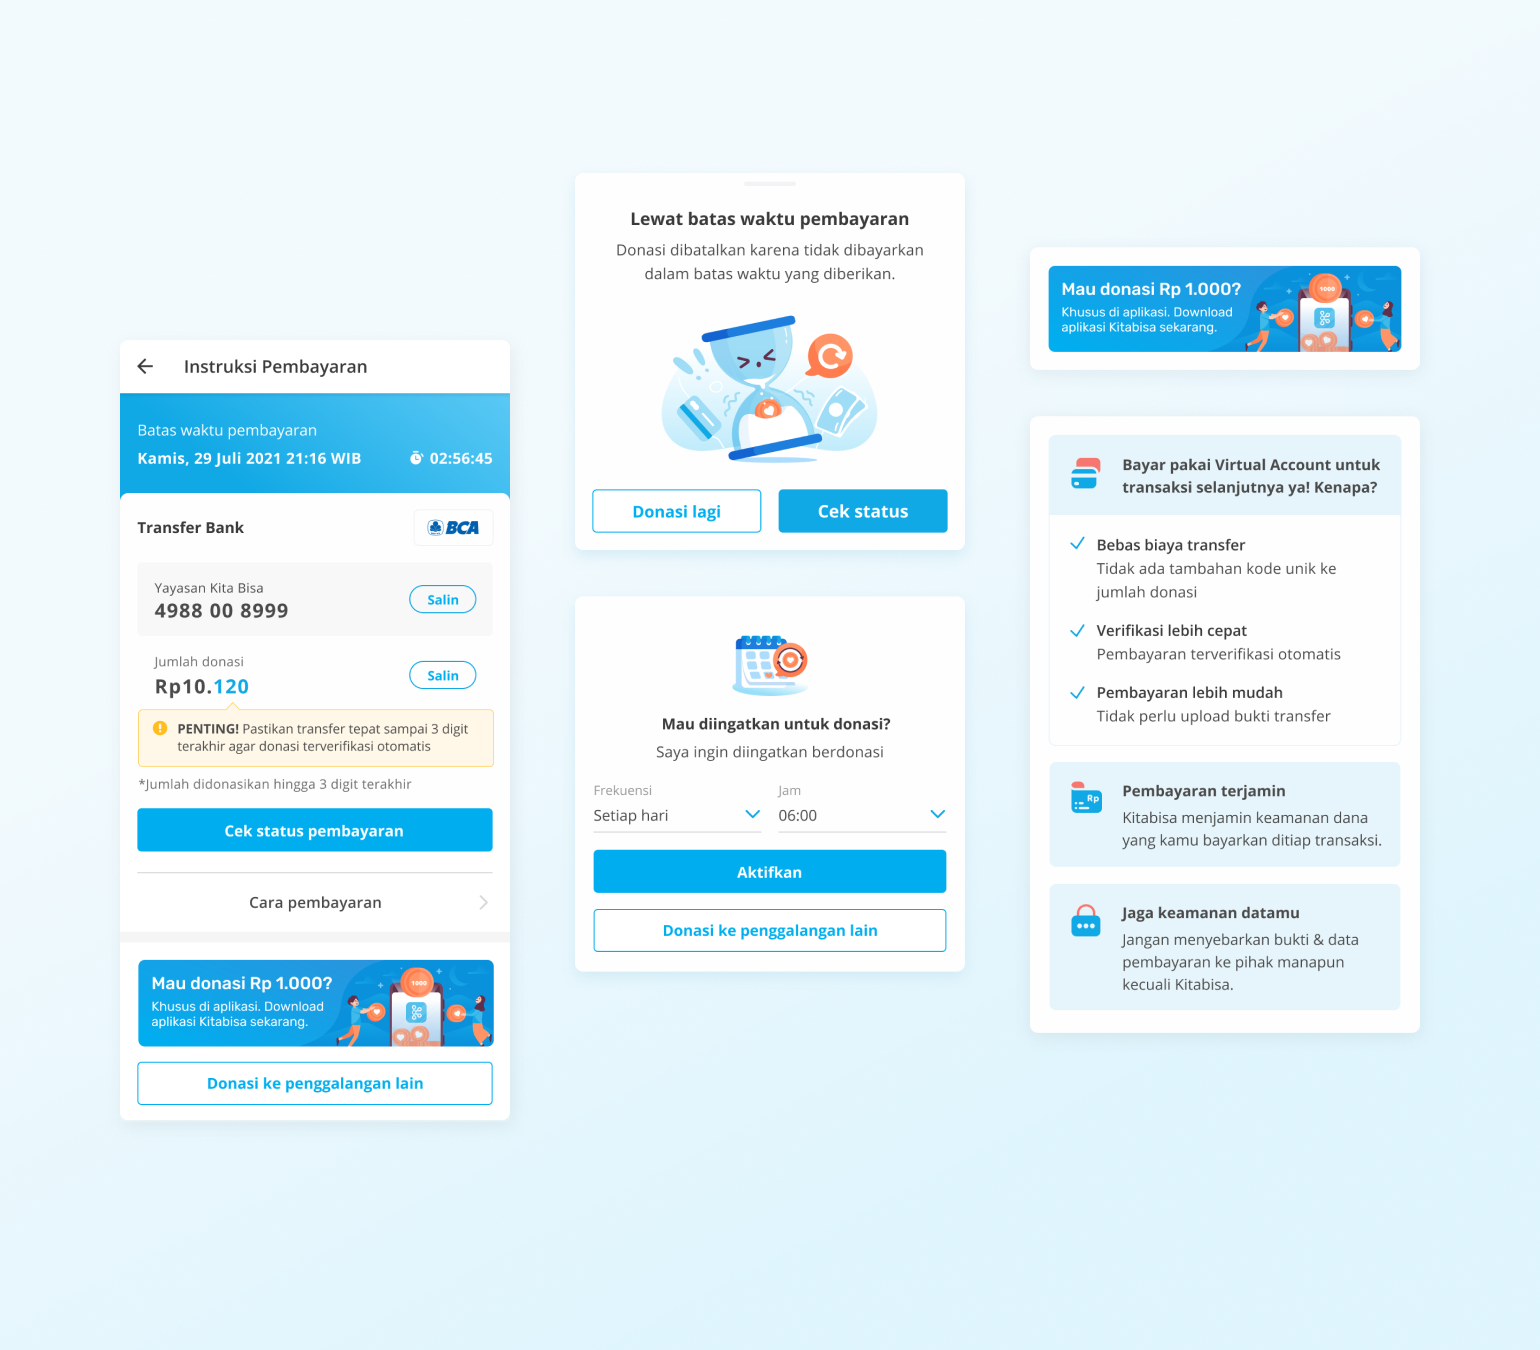 Instruksi Pembayaran
Batas waktu pembayaran
Kamis, 29 Juli 2021 21:16 WIB
02:56:45
Transfer Bank
BCA
Yayasan Kita Bisa
4988 00 8999
Salin
Jumlah donasi
Rp10.120
Salin
PENTING! Pastikan transfer tepat sampai 3 digit
terakhir agar donasi terverifikasi otomatis
*Jumlah didonasikan hingga 3 digit terakhir
Cek status pembayaran
Cara pembayaran
Mau donasi Rp 1.000?
Khusus di aplikasi. Download
aplikasi Kitabisa sekarang.
1000
Donasi ke penggalangan lain
Lewat batas waktu pembayaran
Donasi dibatalkan karena tidak dibayarkan
dalam batas waktu yang diberikan.
Donasi lagi
Cek status
Mau diingatkan untuk donasi?
Saya ingin diingatkan berdonasi
Frekuensi
Setiap hari
Jam
06:00
Aktifkan
Donasi ke penggalangan lain
Mau donasi Rp 1.000?
Khusus di aplikasi. Download
aplikasi Kitabisa sekarang.
1000
Bayar pakai Virtual Account untuk
transaksi selanjutnya ya! Kenapa?
Bebas biaya transfer
Tidak ada tambahan kode unik ke
jumlah donasi
Verifikasi lebih cepat
Pembayaran terverifikasi otomatis
Pembayaran lebih mudah
Tidak perlu upload bukti transfer
Rp
Pembayaran terjamin
Kitabisa menjamin keamanan dana
yang kamu bayarkan ditiap transaksi.
Jaga keamanan datamu
Jangan menyebarkan bukti & data
pembayaran ke pihak manapun
kecuali Kitabisa.